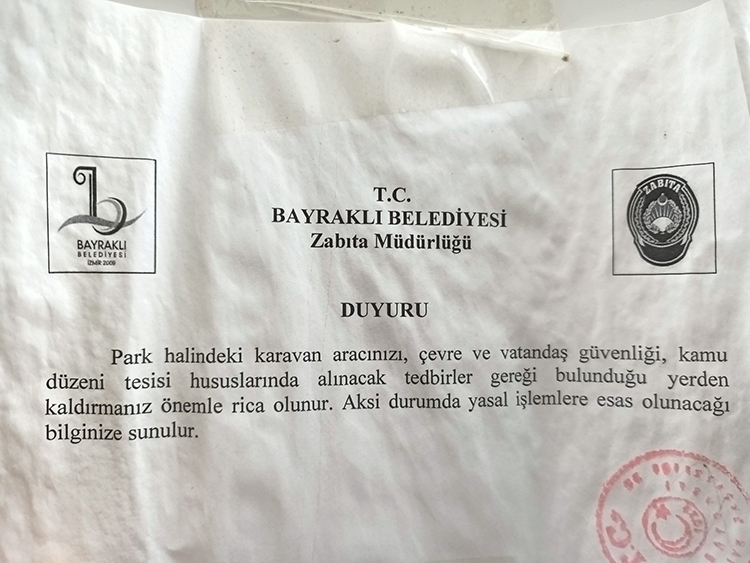 BAYRAKLI
BELEDİYESİ
İZMİR 2008
T.C.
BAYRAKLI BELEDİYESİ
Zabıta Müdürlüğü
ZABITA
DUYURU
Park halindeki karavan aracınızı, çevre ve vatandaş güvenliği, kamu
düzeni tesisi hususlarında alınacak tedbirler gereği bulunduğu yerden
kaldırmanız önemle rica olunur. Aksi durumda yasal işlemlere esas olunacağı
bilginize sunulur.
T.C.